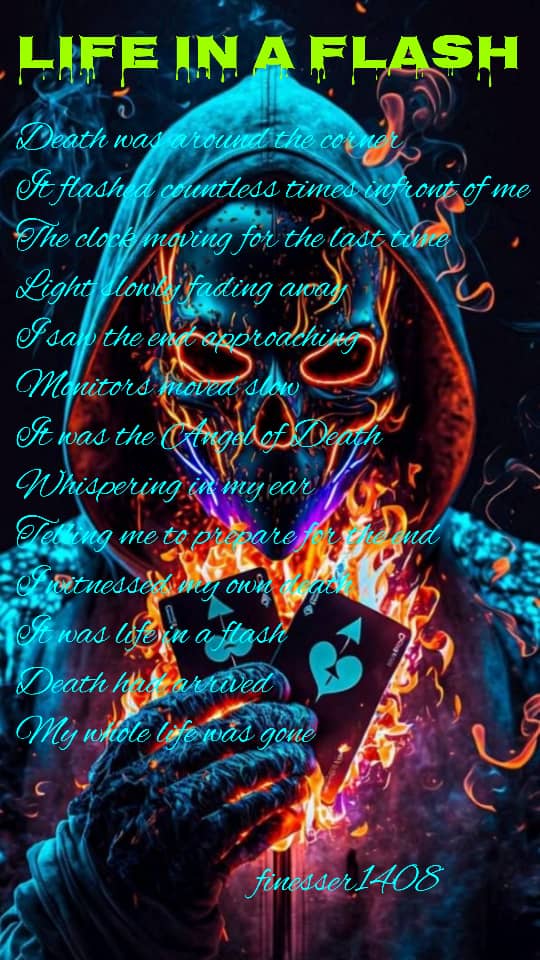 LIFE IN A FLASH
Death was around the corner
It flashed countless times infront of me
The clock moving for the last time
Light slowly fading away
I saw the end approaching
Monitors moved slow
It was the Angel of Death
Whispering in my ear
Telling me to prepare for the end
I witnessed my own death
It was life in a flash
Death had arrived
My whole life was gone
finesser1408